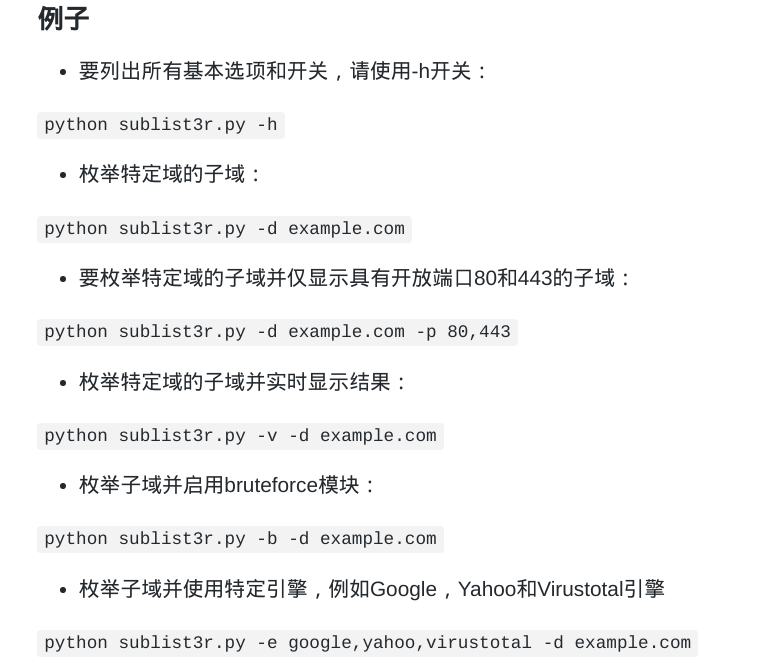 例子
要列出所有基本选项和开关，请使用-h开关：
python sublist3r.py -h
枚举特定域的子域：
python sublist3r.py -d example.com
要枚举特定域的子域并仅显示具有开放端口80和443的子域：
python sublist3r.py -d example.com -p 80,443
枚举特定域的子域并实时显示结果：
python sublist3r.py -v -d example.com
枚举子域并启用bruteforce模块：
python sublist3r.py -b -d example.com
枚举子域并使用特定引擎，例如Google，Yahoo和Virustotal引擎
python sublist3r.py -e google,yahoo,virustotal -d example.com